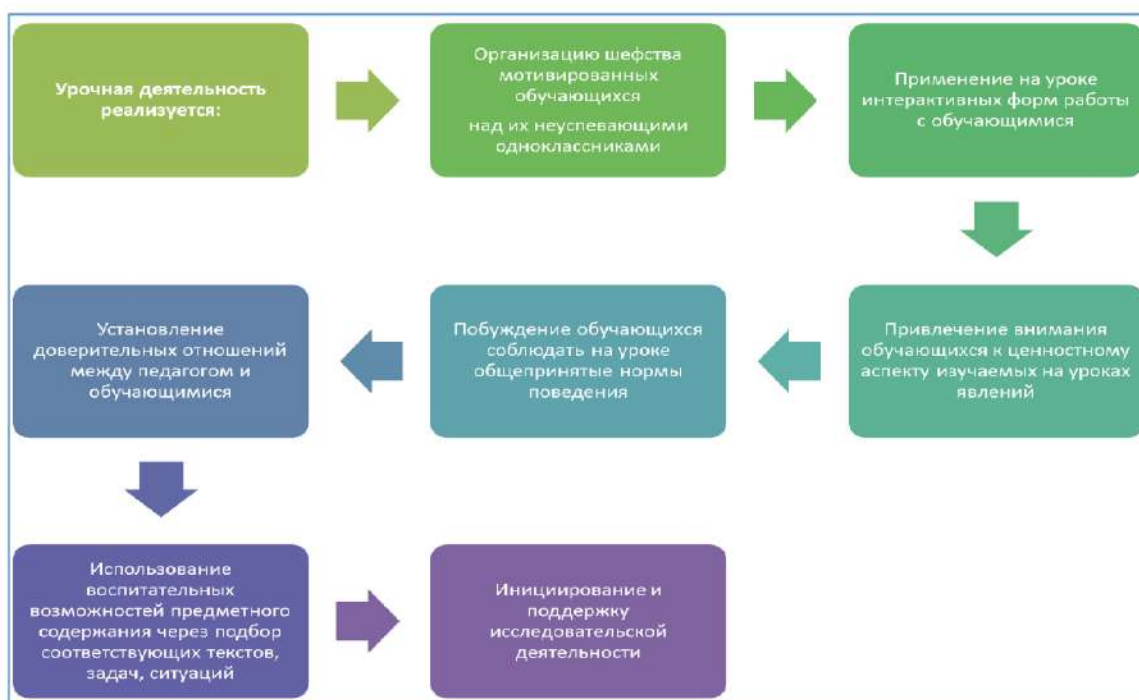 Урочная деятельность
реализуется:
Организацию шефства
мотивированных
обучающихся
над их неуспевающими
одноклассниками
Применение на уроке
интерактивных форм работы
с обучающимися
Привлечение внимания
обучающихся к ценностному
аспекту изучаемых на уроках
явлений
Побуждение обучающихся
соблюдать на уроке
общепринятые нормы
поведения
Установление
доверительных отношений
между педагогом и
обучающимися
Использование
воспитательных
возможностей предметного
содержания через подбор
соответствующих текстов,
задач, ситуаций
Инициирование и
поддержку
исследовательской
деятельности